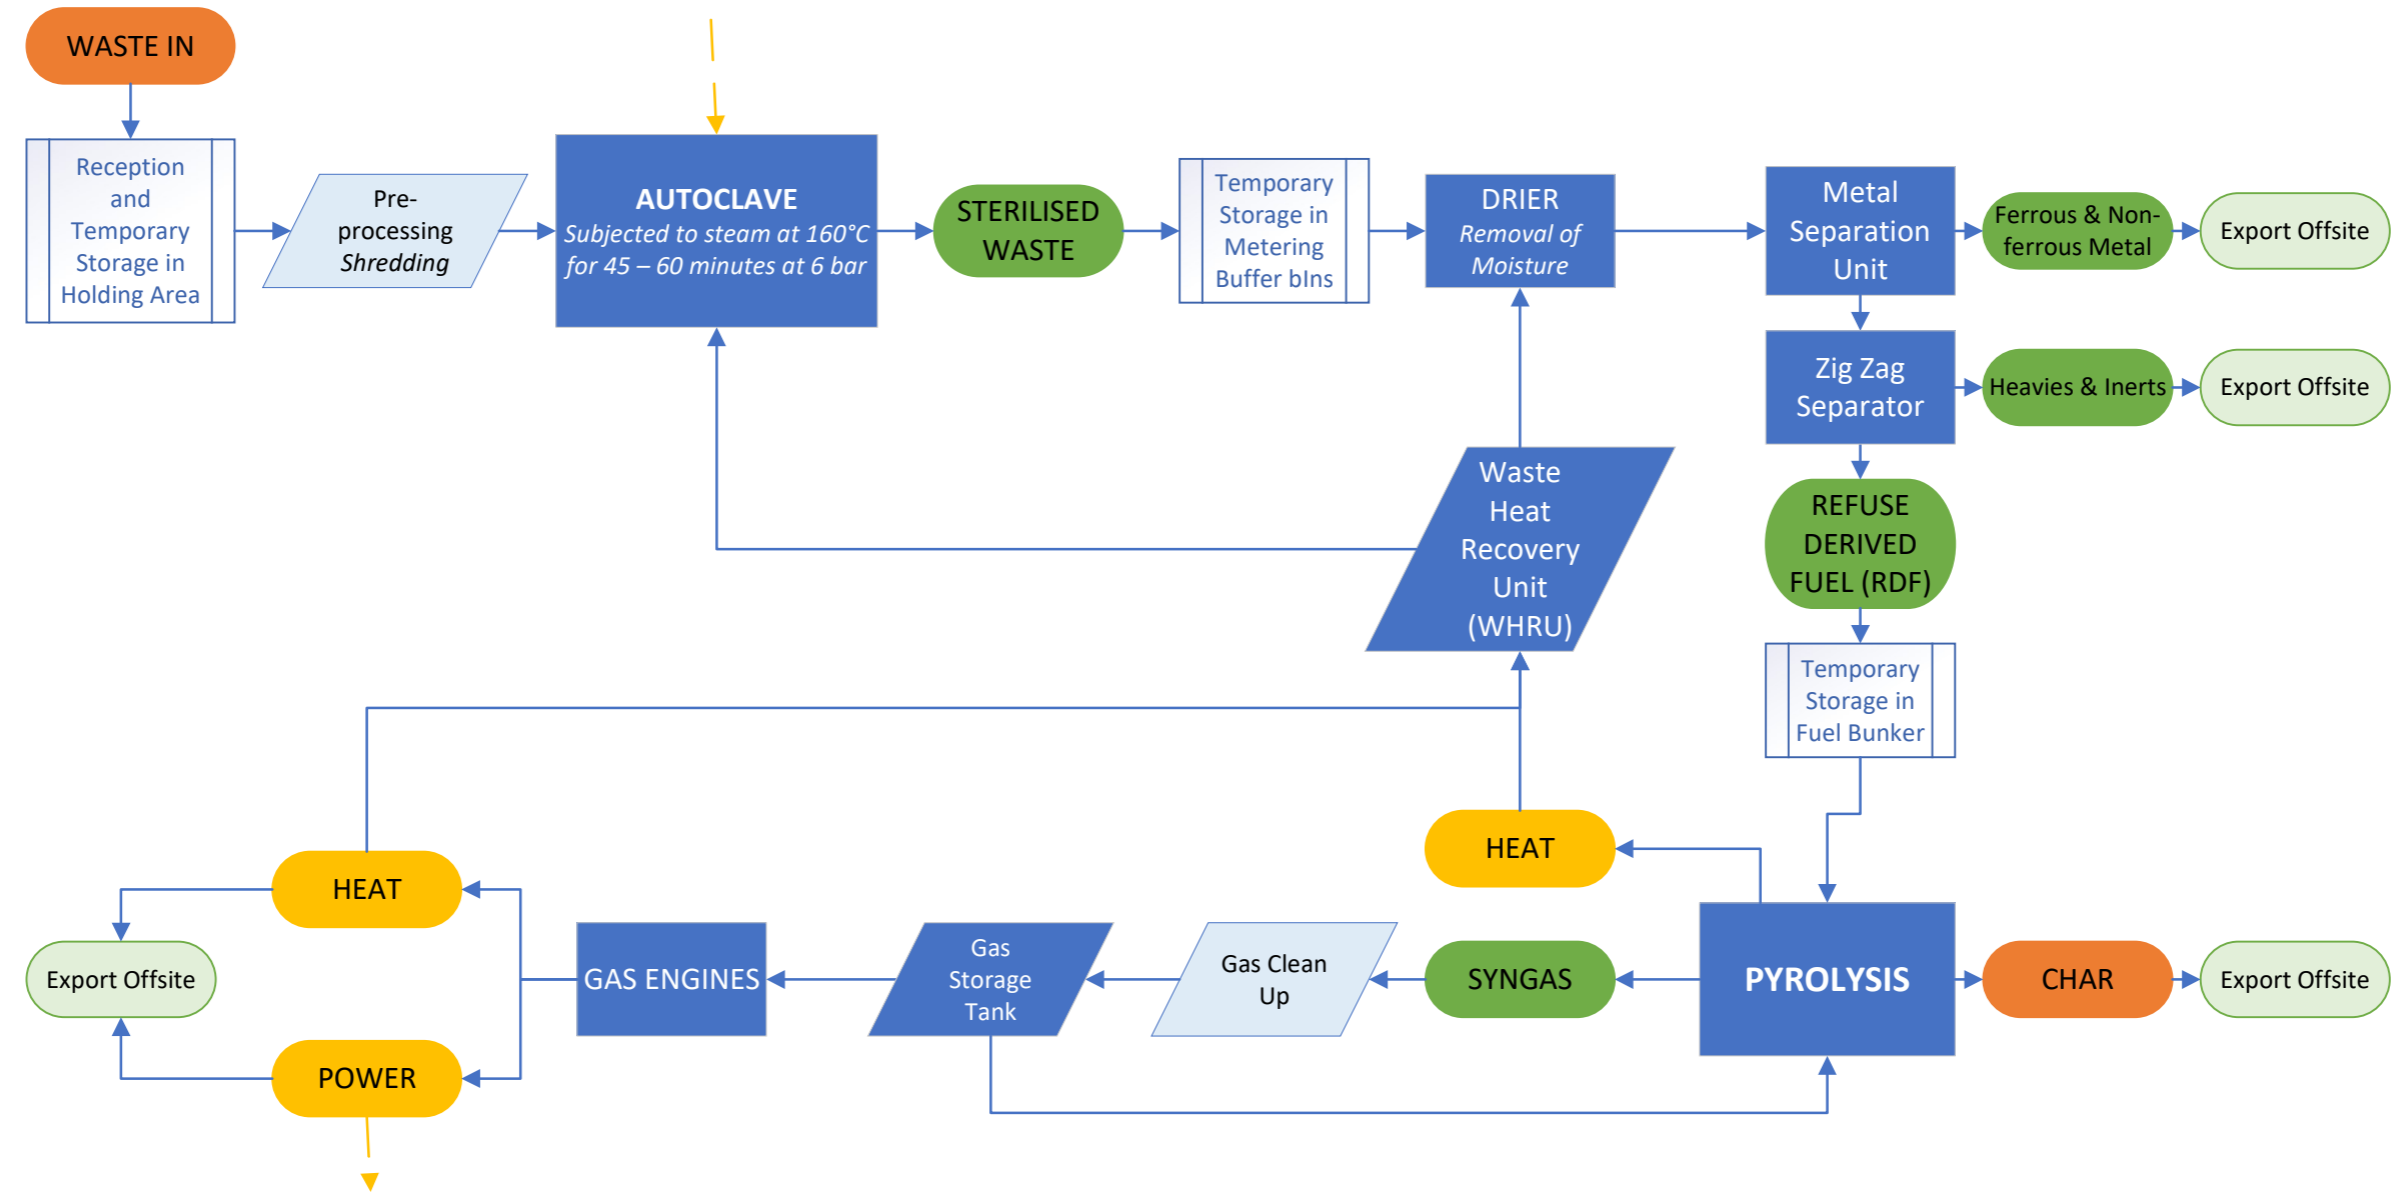 WASTE IN
Reception
and
Temporary
Storage in
Holding Area
Pre-
processing
Shredding
AUTOCLAVE
Subjected to steam at 160°C
for 45 – 60 minutes at 6 bar
STERILISED
WASTE
Temporary
Storage in
Metering
Buffer bIns
DRIER
Removal of
Moisture
Metal
Separation
Unit
Ferrous & Non-
ferrous Metal
Export Offsite
Zig Zag
Separator
Heavies & Inerts
Export Offsite
Waste
Heat
Recovery
Unit
(WHRU)
REFUSE
DERIVED
FUEL (RDF)
Temporary
Storage in
Fuel Bunker
HEAT
HEAT
Export Offsite
POWER
GAS ENGINES
Gas
Storage
Tank
Gas Clean
Up
SYNGAS
PYROLYSIS
CHAR
Export Offsite